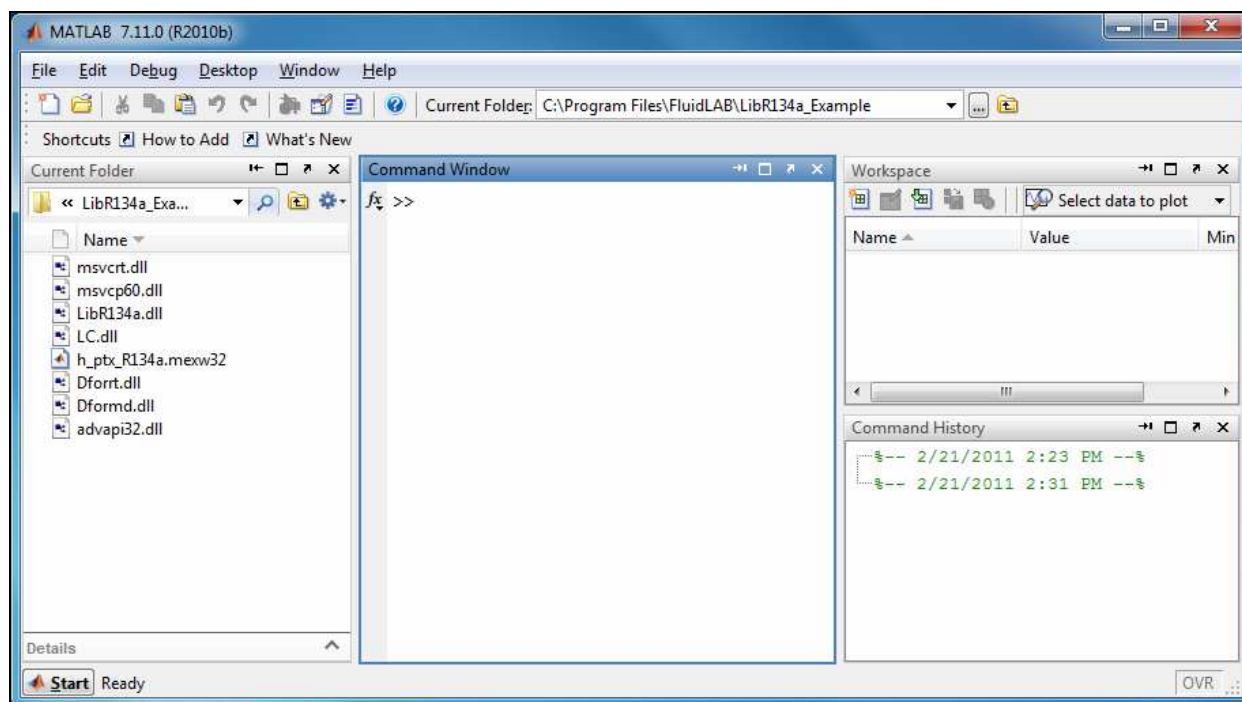 MATLAB 7.11.0 (R2010b)
File Edit Debug Desktop Window Help
Current Folder: C:\Program Files\FluidLAB\LibR134a_Example
Shortcuts How to Add What's New
Current Folder
« LibR134a_Exa...
Name
msvcrt.dll
msvcp60.dll
LibR134a.dll
LC.dll
h_ptx_R134a.mexw32
Dforrt.dll
Dformd.dll
advapi32.dll
Details
Command Window
fx >>
Workspace
Select data to plot
Name Value Min
Command History
%-- 2/21/2011 2:23 PM --%
%-- 2/21/2011 2:31 PM --%
Start Ready
OVR